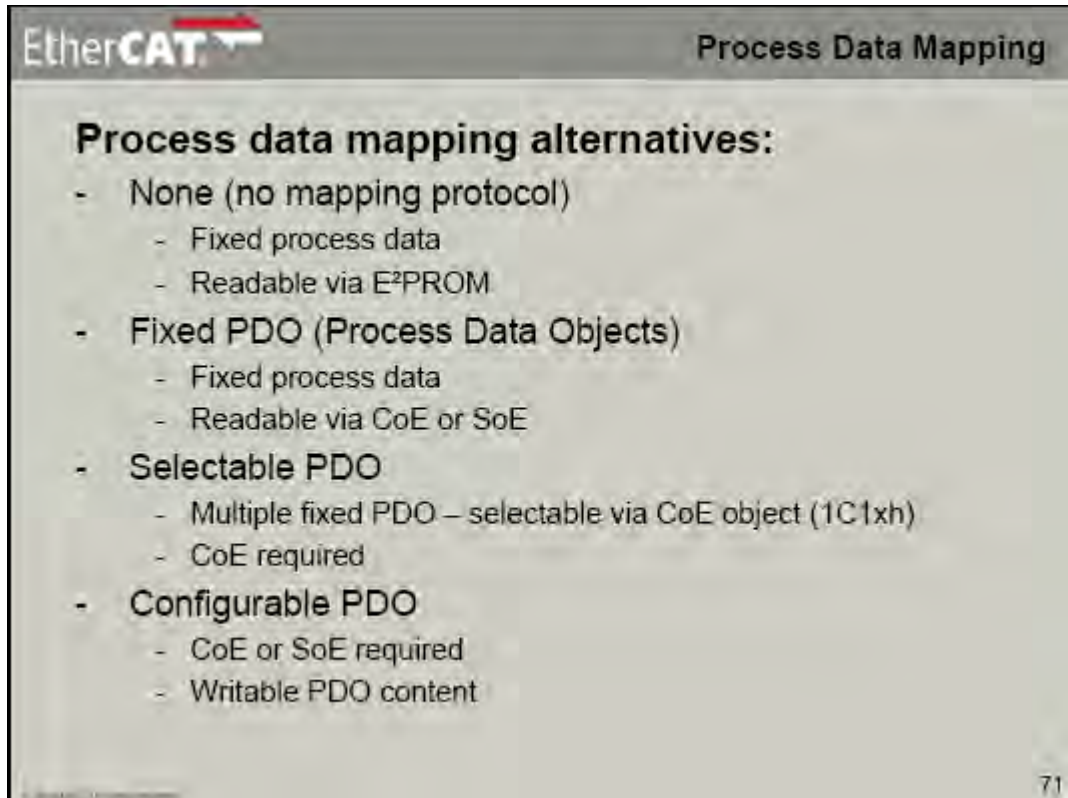 EtherCAT
Process Data Mapping
Process data mapping alternatives:
- None (no mapping protocol)
- Fixed process data
- Readable via E²PROM
- Fixed PDO (Process Data Objects)
- Fixed process data
- Readable via CoE or SoE
- Selectable PDO
- Multiple fixed PDO – selectable via CoE object (1C1xh)
- CoE required
- Configurable PDO
- CoE or SoE required
- Writable PDO content
71